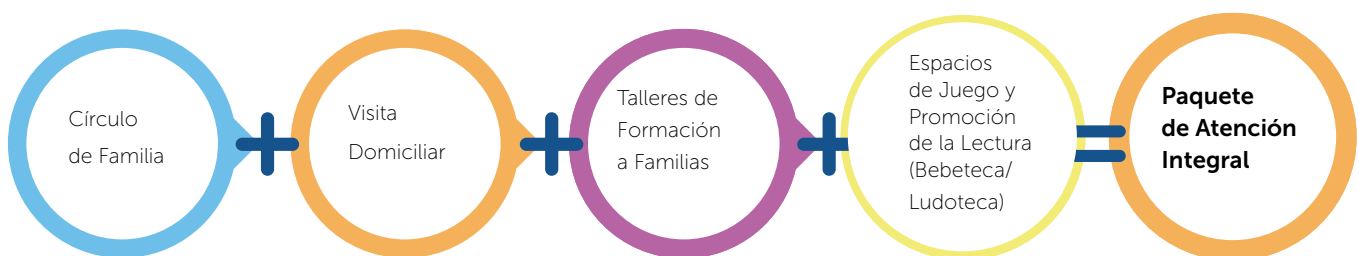 Círculo
de Familia
Visita
Domiciliar
Talleres de
Formación
a Familias
Espacios
de Juego y
Promoción
de la Lectura
(Bebeteca/
Ludoteca)
Paquete
de Atención
Integral